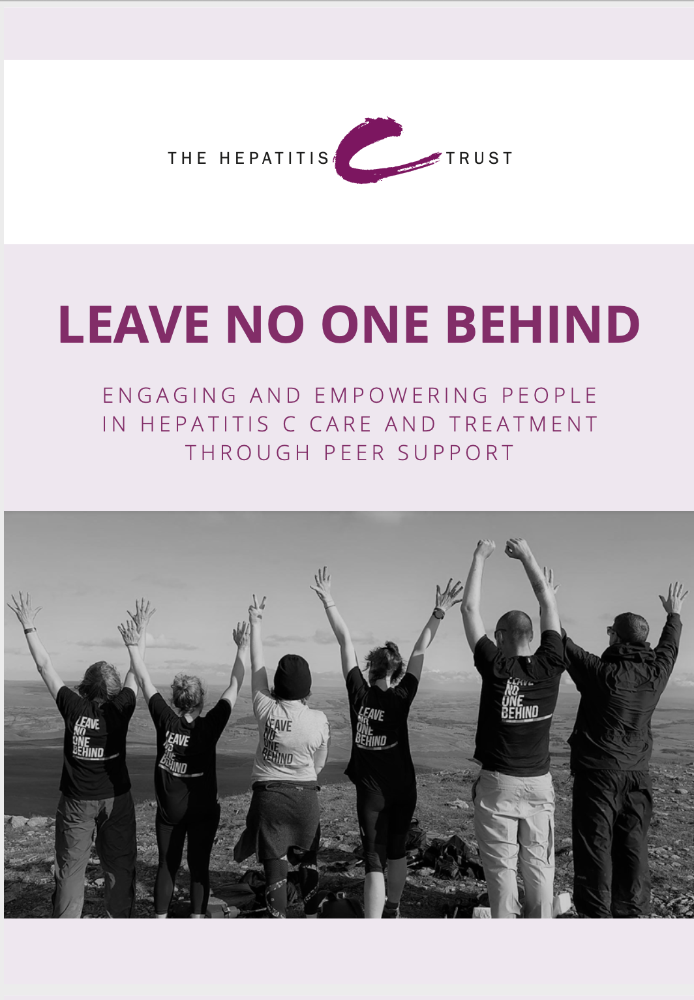 THE HEPATITIS C TRUST
LEAVE NO ONE BEHIND
ENGAGING AND EMPOWERING PEOPLE
IN HEPATITIS C CARE AND TREATMENT
THROUGH PEER SUPPORT
LEAVE
NO
ONE
BEHIND
LEAVE
NO
ONE
BEHIND
LEAVE
NO
ONE
BEHIND
LEAVE
NO
ONE
BEHIND
LEAVE
NO
ONE
BEHIND